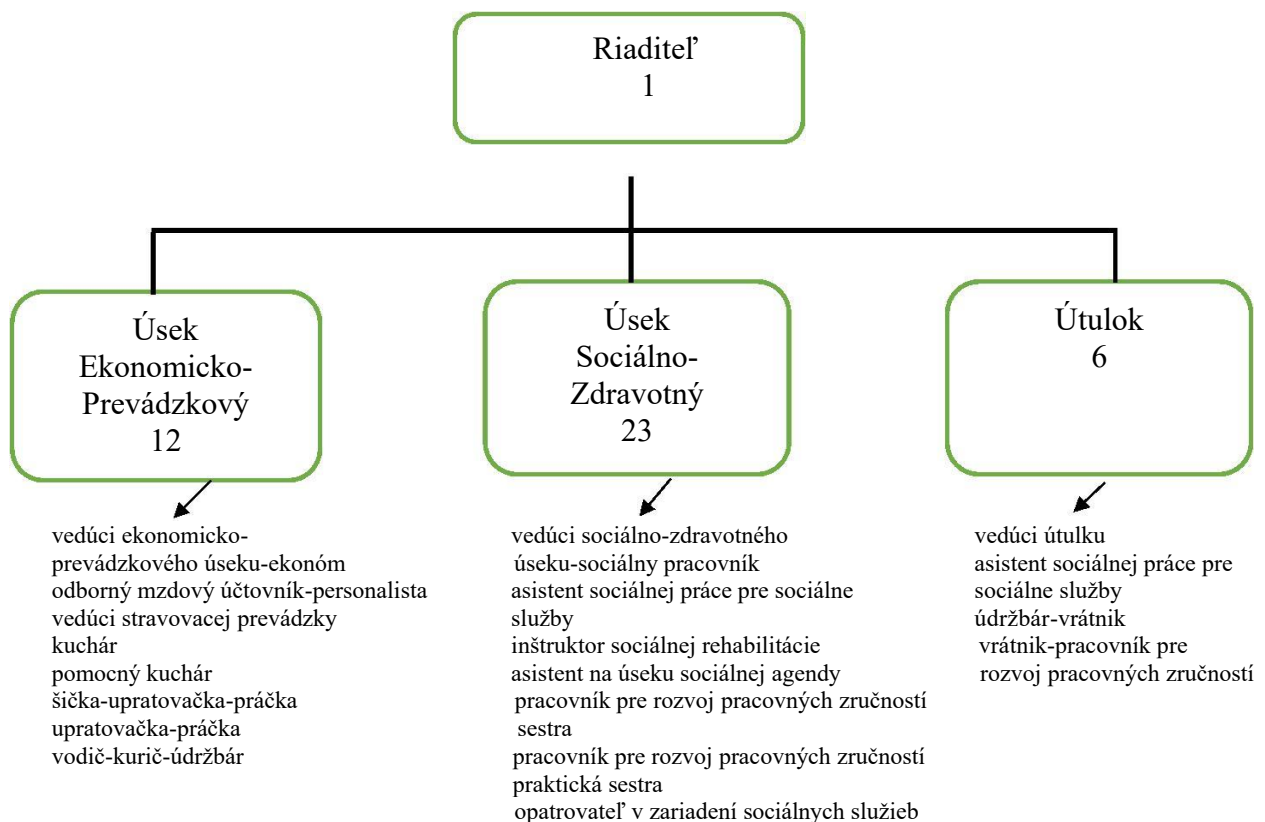 Riaditeľ
1
Úsek
Ekonomicko-
Prevádzkový
12
Úsek
Sociálno-
Zdravotný
23
Útulok
6
vedúci ekonomicko-
prevádzkového úseku-ekonóm
odborný mzdový účtovník-personalista
vedúci stravovacej prevádzky
kuchár
pomocný kuchár
šička-upratovačka-práčka
upratovačka-práčka
vodič-kurič-údržbár
vedúci sociálno-zdravotného
úseku-sociálny pracovník
asistent sociálnej práce pre sociálne
služby
inštruktor sociálnej rehabilitácie
asistent na úseku sociálnej agendy
pracovník pre rozvoj pracovných zručností
sestra
pracovník pre rozvoj pracovných zručností
praktická sestra
opatrovateľ v zariadení sociálnych služieb
vedúci útulku
asistent sociálnej práce pre
sociálne služby
údržbár-vrátnik
vrátnik-pracovník pre
rozvoj pracovných zručností